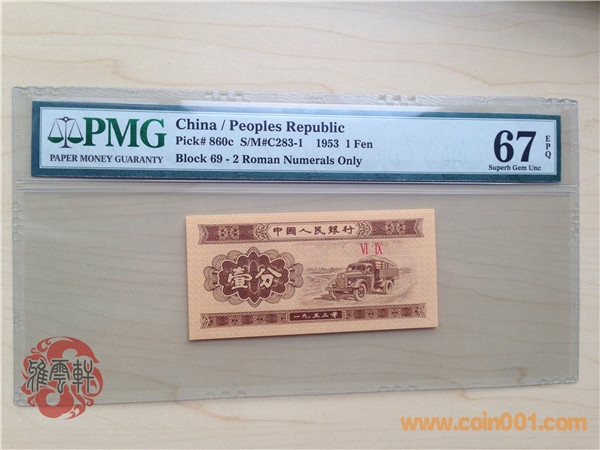 PMG
PAPER MONEY GUARANTY
China / Peoples Republic
Pick# 860c S/M#C283-1 1953 1 Fen
Block 69 - 2 Roman Numerals Only
67 EPQ
Superb Gem Unc
中國人民銀行
VI IX
壹分
一九五三年
雅雲軒
www.coin001.com